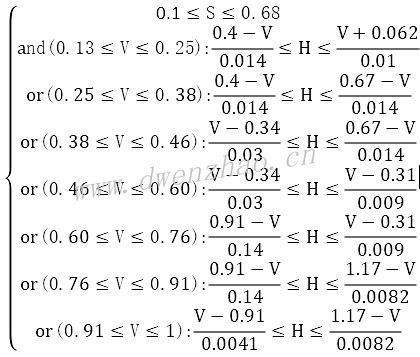 0.1 ≤ S ≤ 0.68
and(0.13 ≤ V ≤ 0.25):(0.4−V)/0.014 ≤ H ≤ (V+0.062)/0.01
or(0.25 ≤ V ≤ 0.38):(0.4−V)/0.014 ≤ H ≤ (0.67−V)/0.014
or(0.38 ≤ V ≤ 0.46):(V−0.34)/0.03 ≤ H ≤ (0.67−V)/0.014
or(0.46 ≤ V ≤ 0.60):(V−0.34)/0.03 ≤ H ≤ (V−0.31)/0.009
or(0.60 ≤ V ≤ 0.76):(0.91−V)/0.14 ≤ H ≤ (V−0.31)/0.009
or(0.76 ≤ V ≤ 0.91):(0.91−V)/0.14 ≤ H ≤ (1.17−V)/0.0082
or(0.91 ≤ V ≤ 1):(V−0.91)/0.0041 ≤ H ≤ (1.17−V)/0.0082
www.dwenzhao.cn